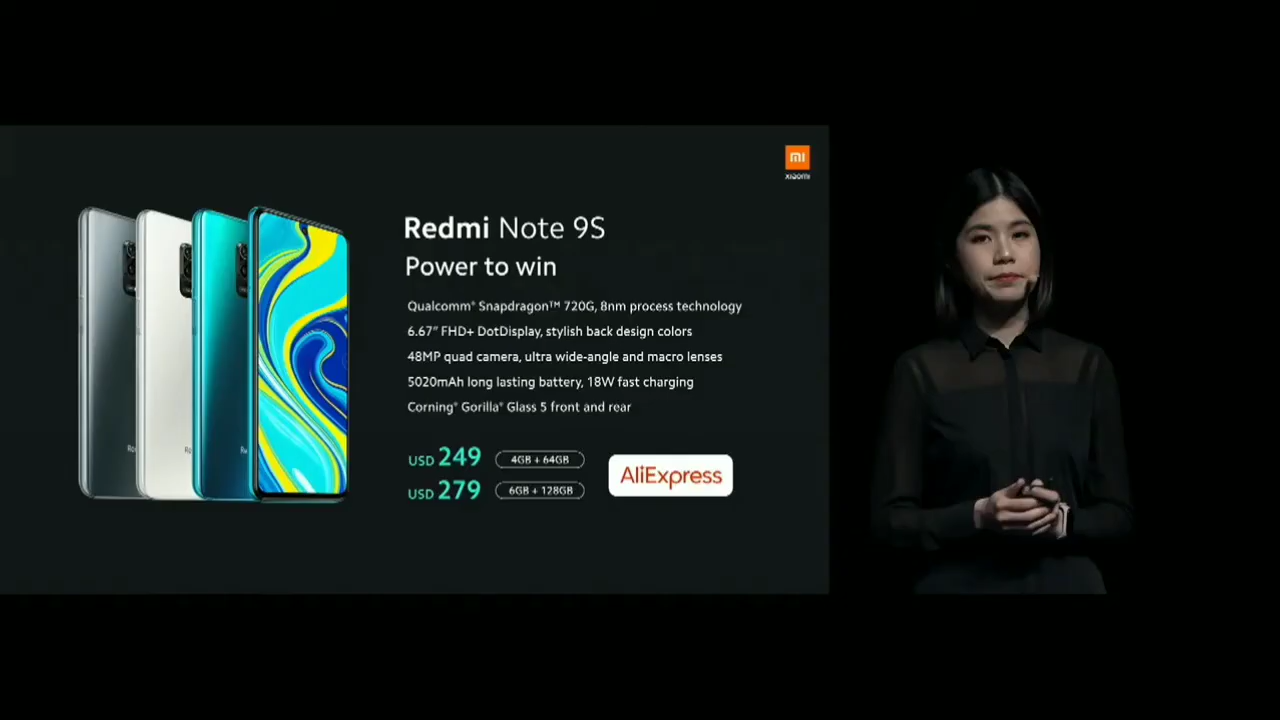 mi
xiaomi
Redmi Note 9S
Power to win
Qualcomm® Snapdragon™ 720G, 8nm process technology
6.67" FHD+ DotDisplay, stylish back design colors
48MP quad camera, ultra wide-angle and macro lenses
5020mAh long lasting battery, 18W fast charging
Corning® Gorilla® Glass 5 front and rear
USD 249 4GB + 64GB
USD 279 6GB + 128GB
AliExpress